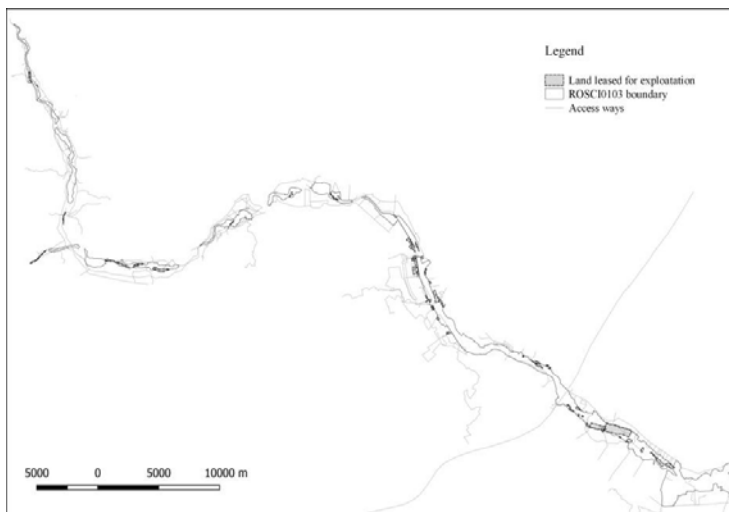 Legend
Land leased for exploatation
ROSCI0103 boundary
Access ways
5000 0 5000 10000 m